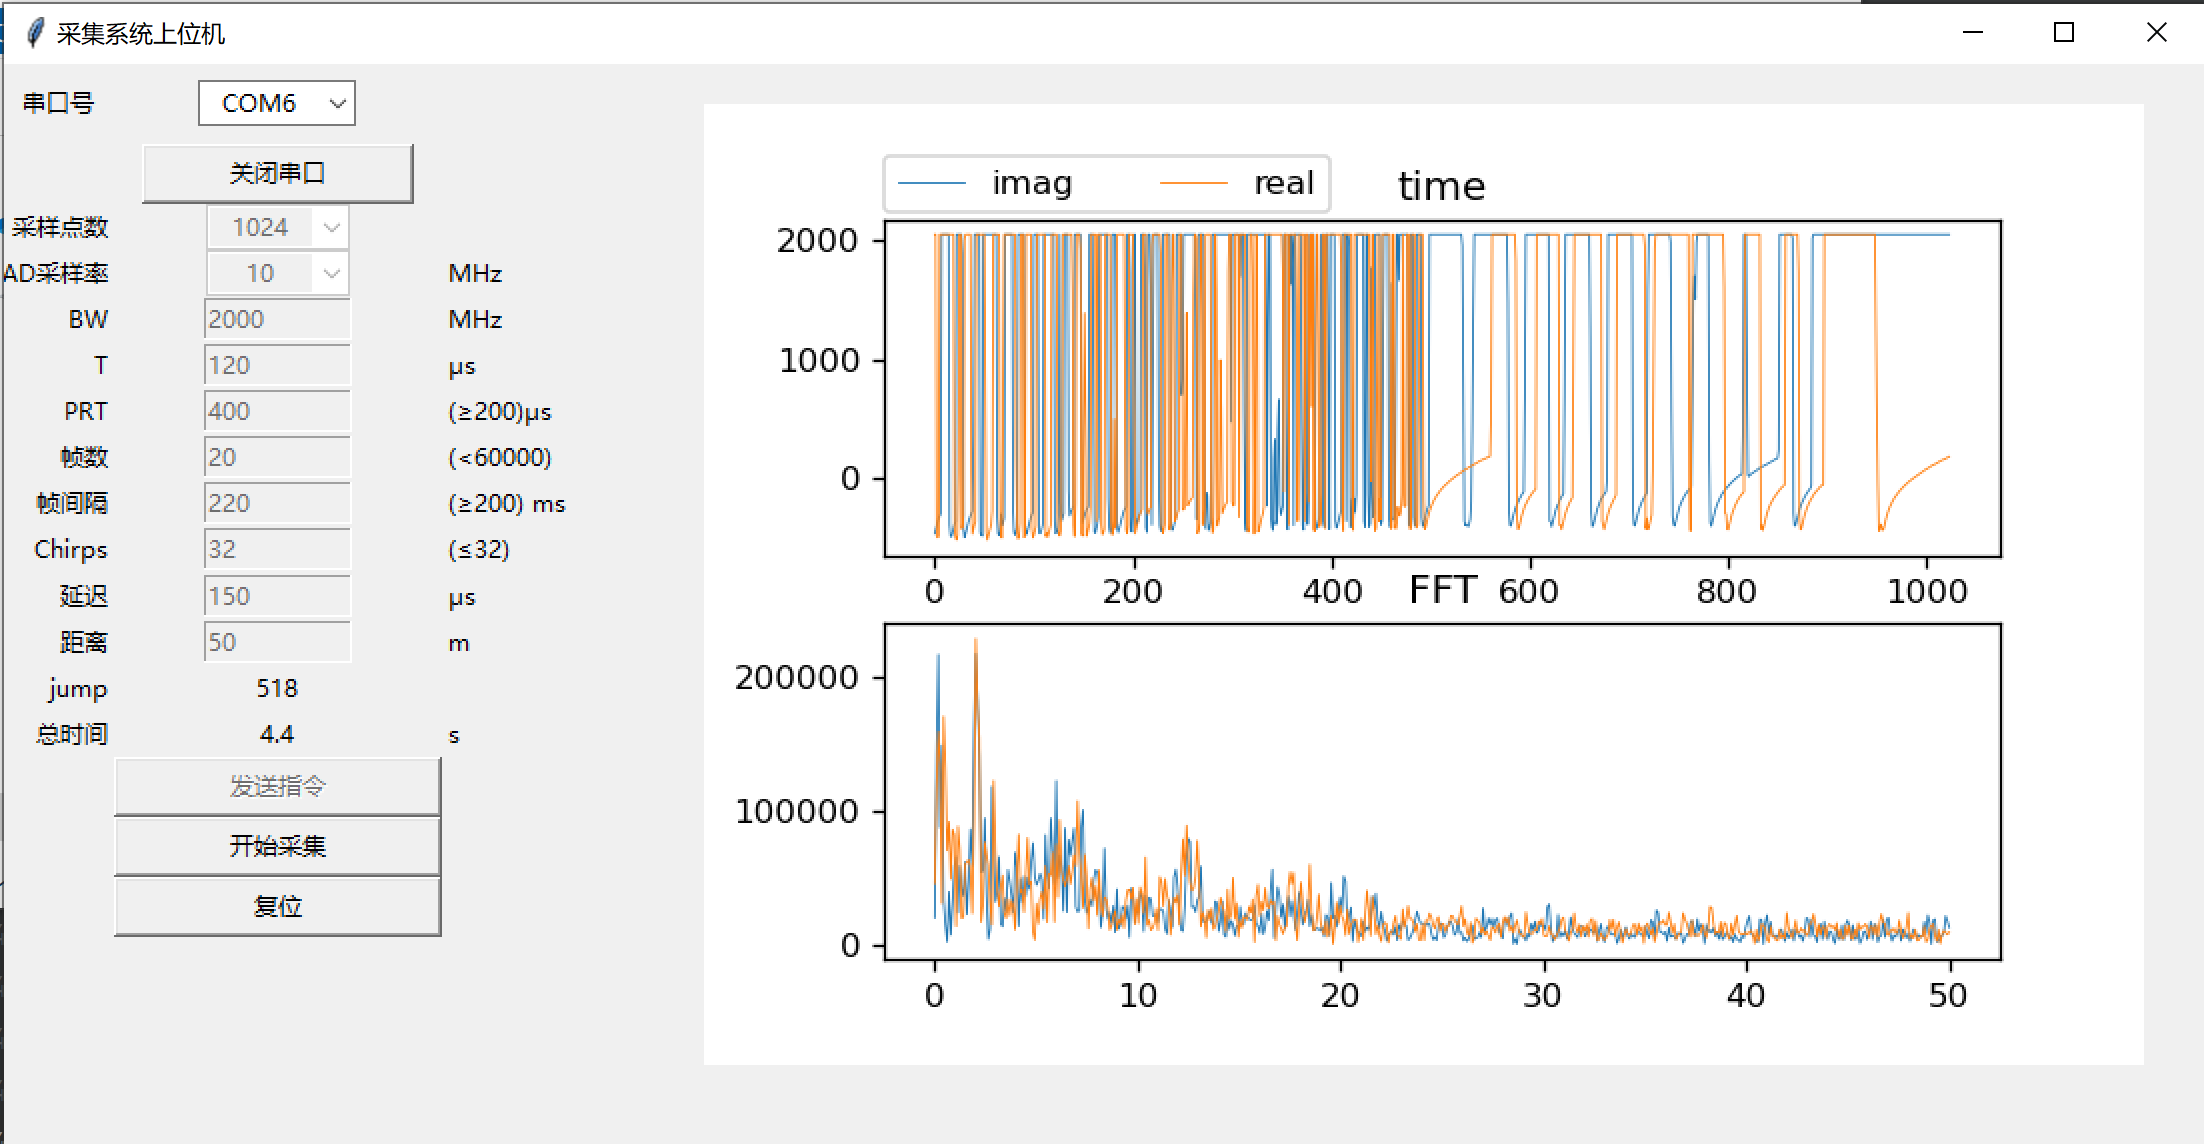 采集系统上位机
串口号 COM6
关闭串口
采样点数 1024
AD采样率 10 MHz
BW 2000 MHz
T 120 μs
PRT 400 (≥200)μs
帧数 20 (<60000)
帧间隔 220 (≥200) ms
Chirps 32 (≤32)
延迟 150 μs
距离 50 m
jump 518
总时间 4.4 s
发送指令
开始采集
复位
imag real time
2000
1000
0
0 200 400 600 800 1000
FFT
200000
100000
0
0 10 20 30 40 50